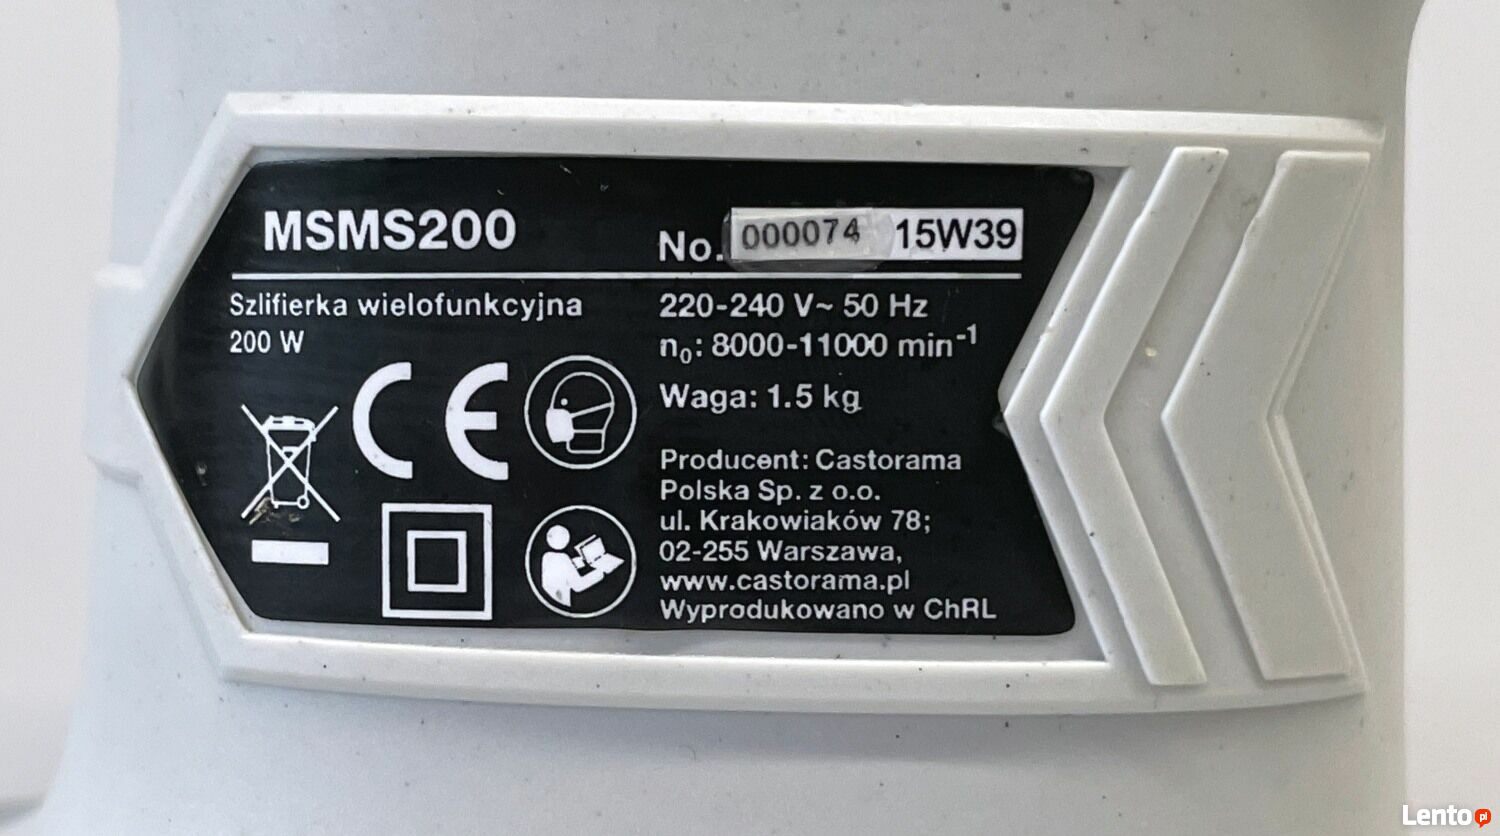 MSMS200
No. 000074 15W39
Szlifierka wielofunkcyjna
200 W
220-240 V~ 50 Hz
n₀: 8000-11000 min⁻¹
Waga: 1.5 kg
CE
Producent: Castorama
Polska Sp. z o.o.
ul. Krakowiaków 78;
02-255 Warszawa,
www.castorama.pl
Wyprodukowano w ChRL
Lento pl